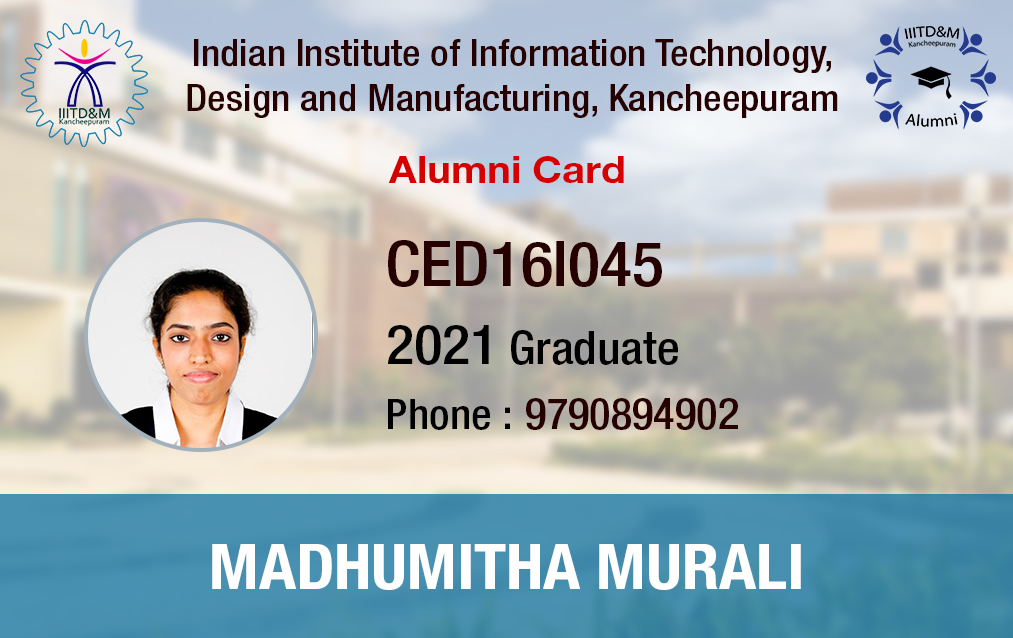 IIITD&M
Kancheepuram
Indian Institute of Information Technology,
Design and Manufacturing, Kancheepuram
IIITD&M
Kancheepuram
Alumni
Alumni Card
CED16I045
2021 Graduate
Phone : 9790894902
MADHUMITHA MURALI